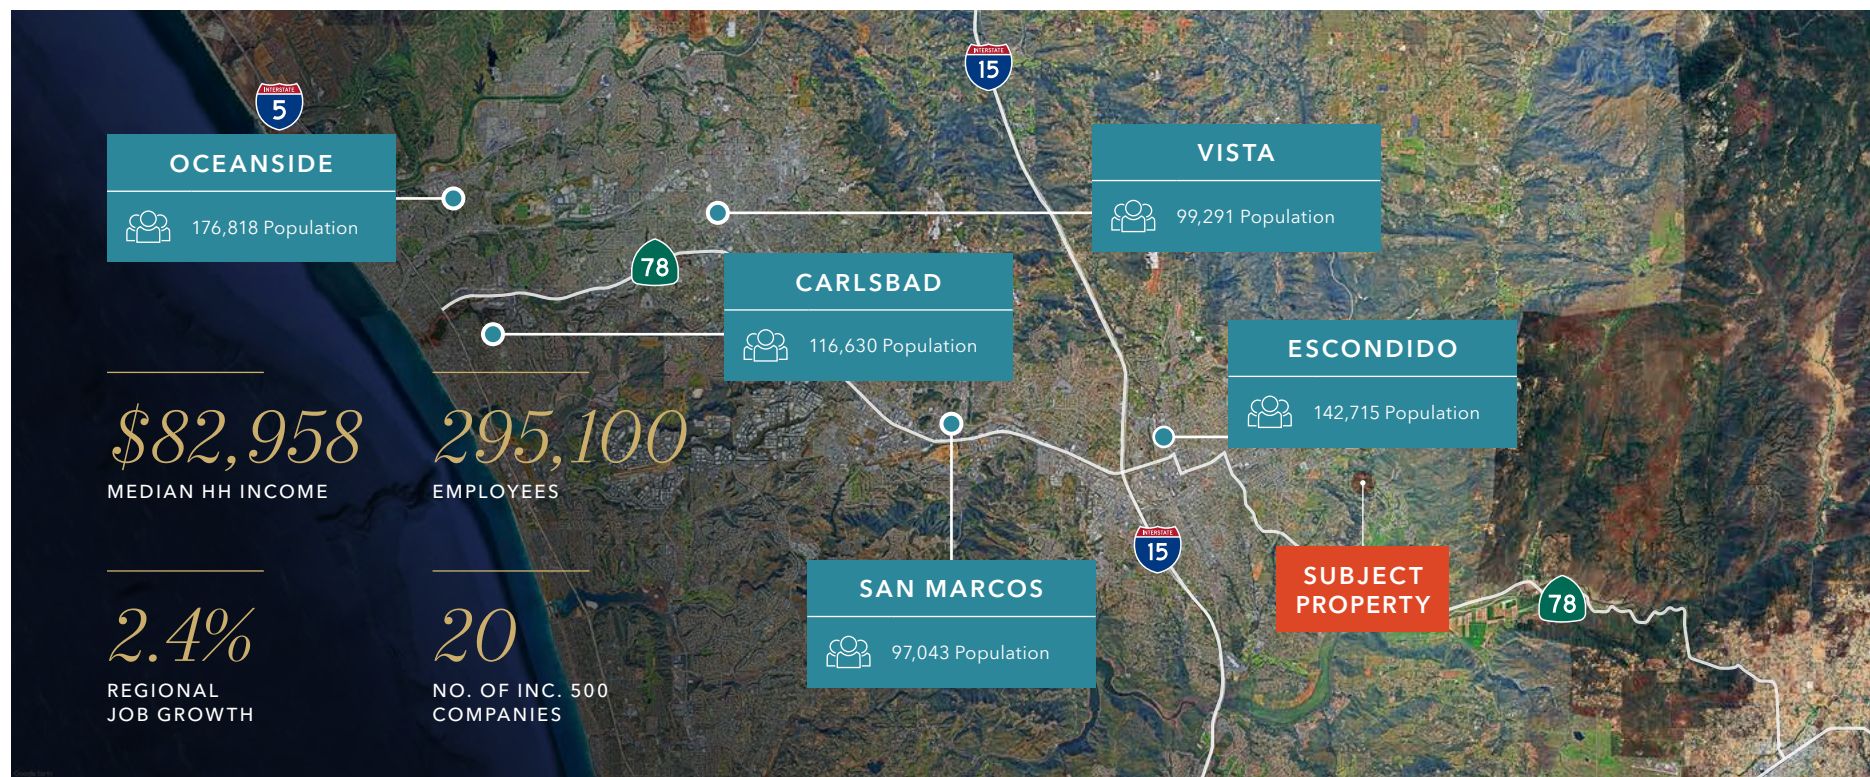 INTERSTATE
5
INTERSTATE
15
OCEANSIDE
176,818 Population
VISTA
99,291 Population
78
CARLSBAD
116,630 Population
ESCONDIDO
142,715 Population
$82,958
MEDIAN HH INCOME
295,100
EMPLOYEES
INTERSTATE
15
SUBJECT
PROPERTY
78
SAN MARCOS
97,043 Population
2.4%
REGIONAL
JOB GROWTH
20
NO. OF INC. 500
COMPANIES
Google Earth